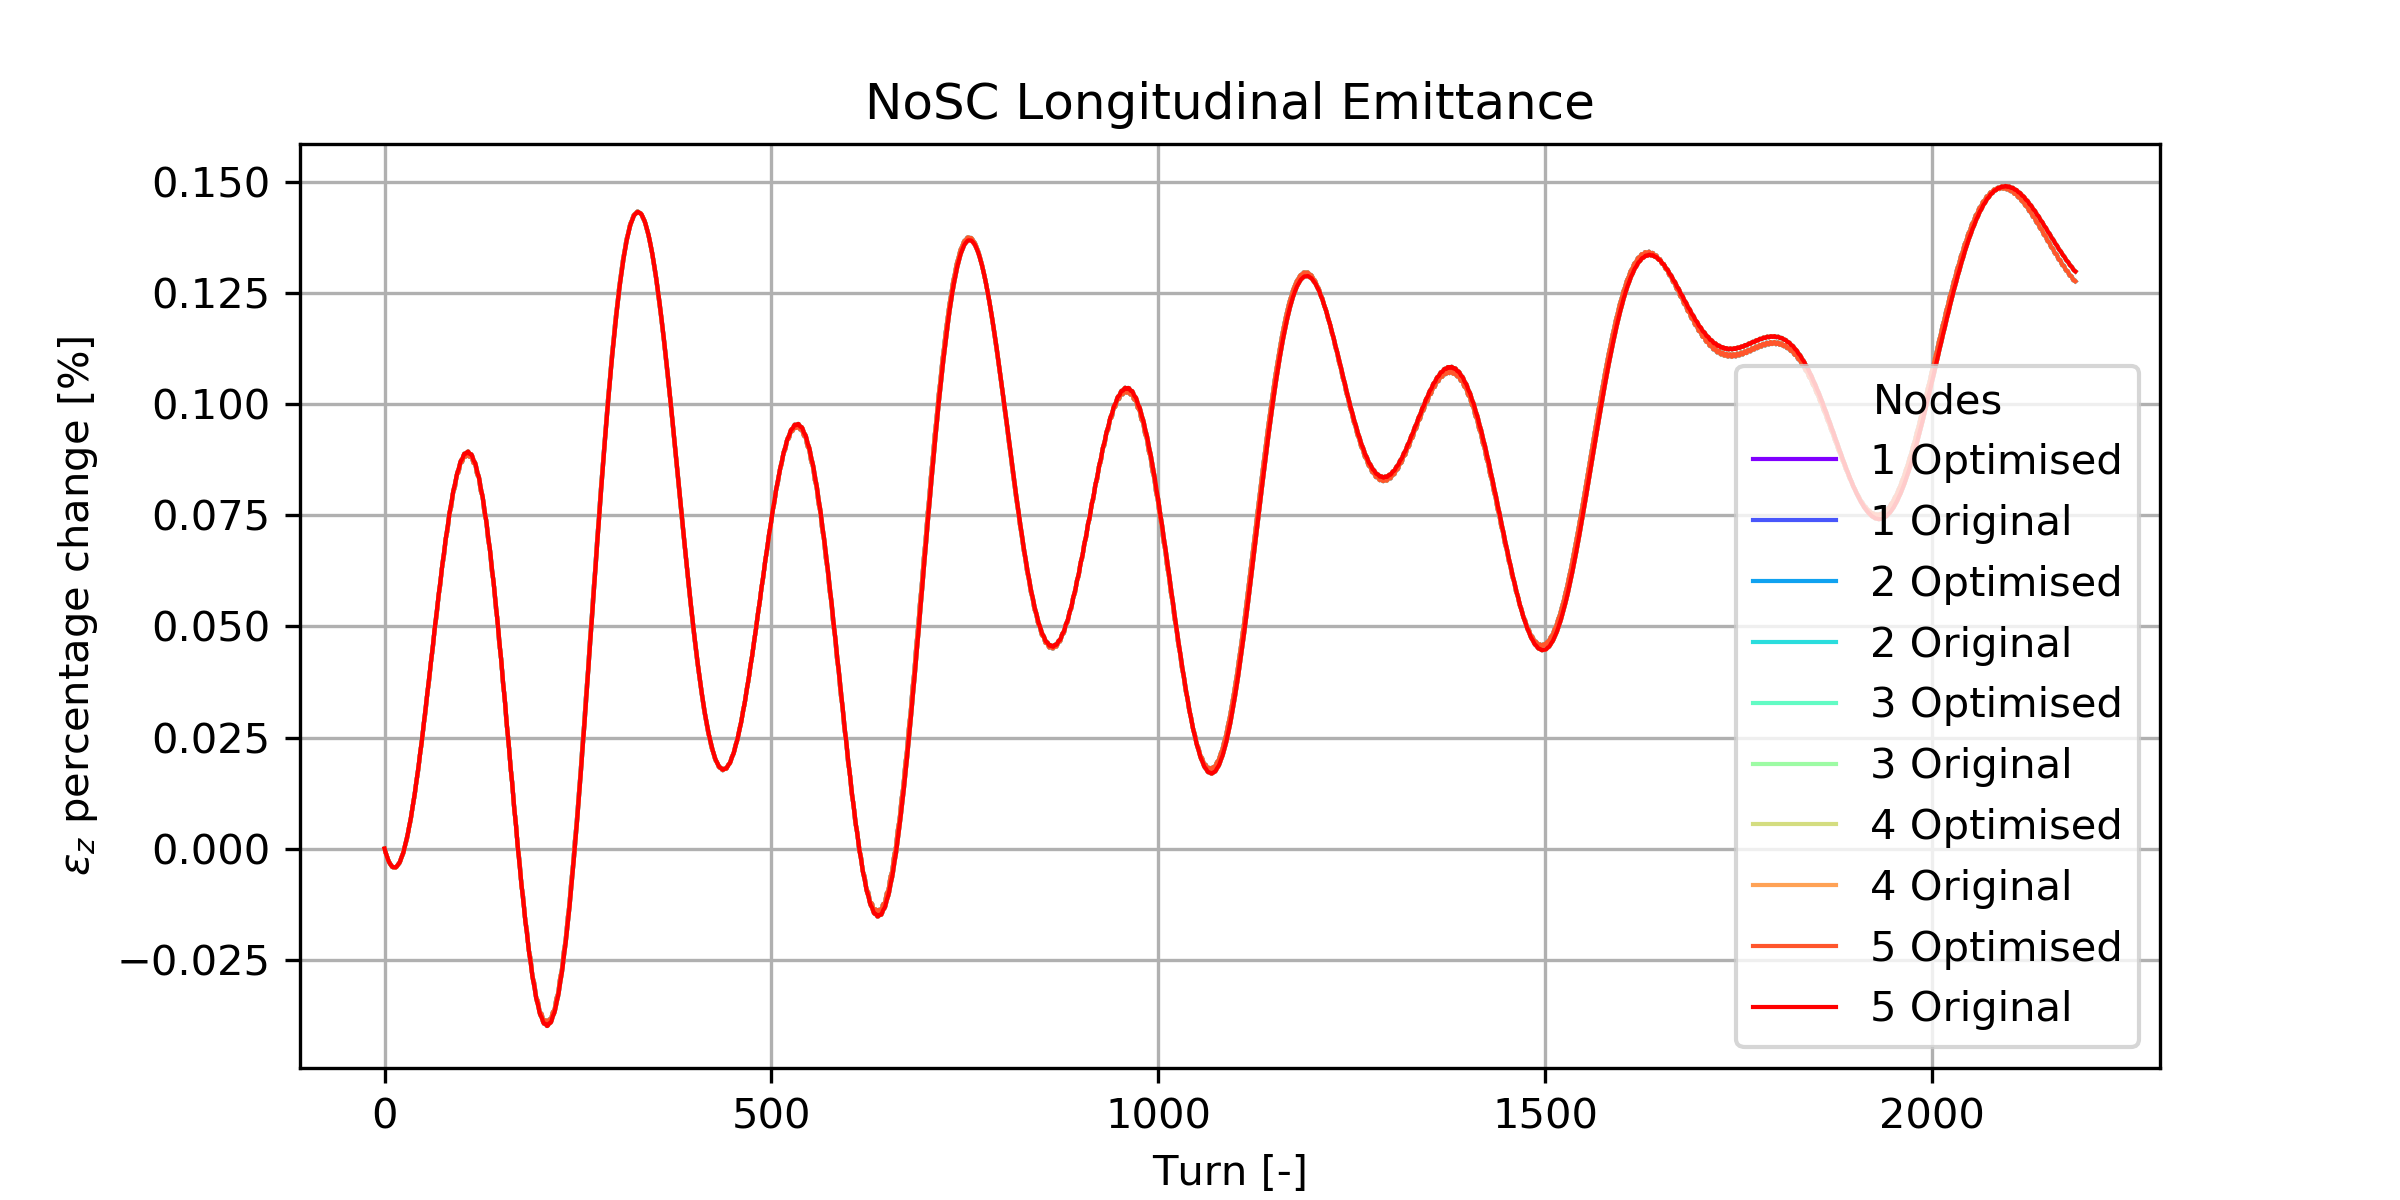 NoSC Longitudinal Emittance
ε_z percentage change [%]
0.150
0.125
0.100
0.075
0.050
0.025
0.000
−0.025
0 500 1000 1500 2000
Turn [-]
Nodes
1 Optimised
1 Original
2 Optimised
2 Original
3 Optimised
3 Original
4 Optimised
4 Original
5 Optimised
5 Original